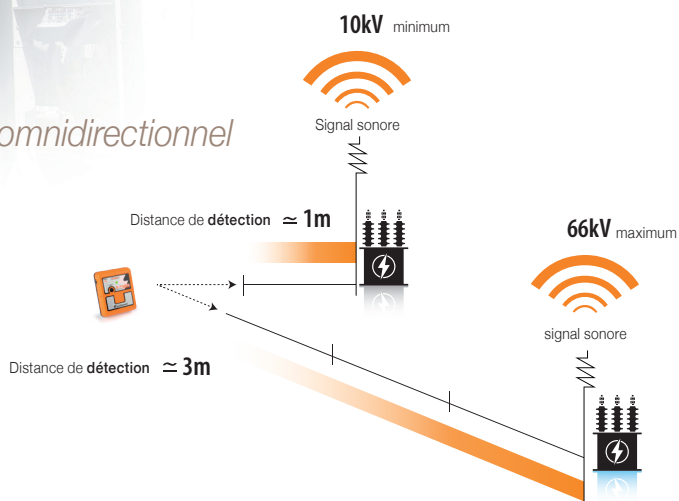 10kV minimum
Signal sonore
omnidirectionnel
Distance de détection ≃ 1m
66kV maximum
signal sonore
Distance de détection ≃ 3m